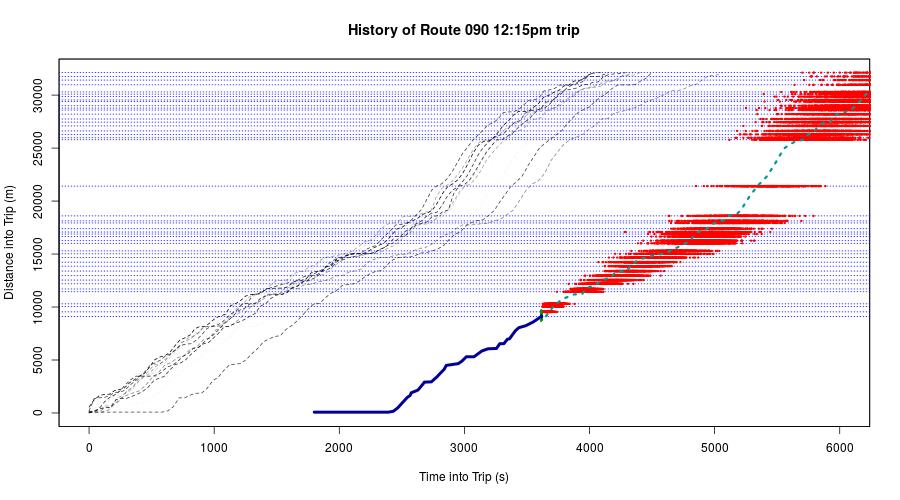 History of Route 090 12:15pm trip
Distance into Trip (m)
30000
25000
20000
15000
10000
5000
0
0 1000 2000 3000 4000 5000 6000
Time into Trip (s)